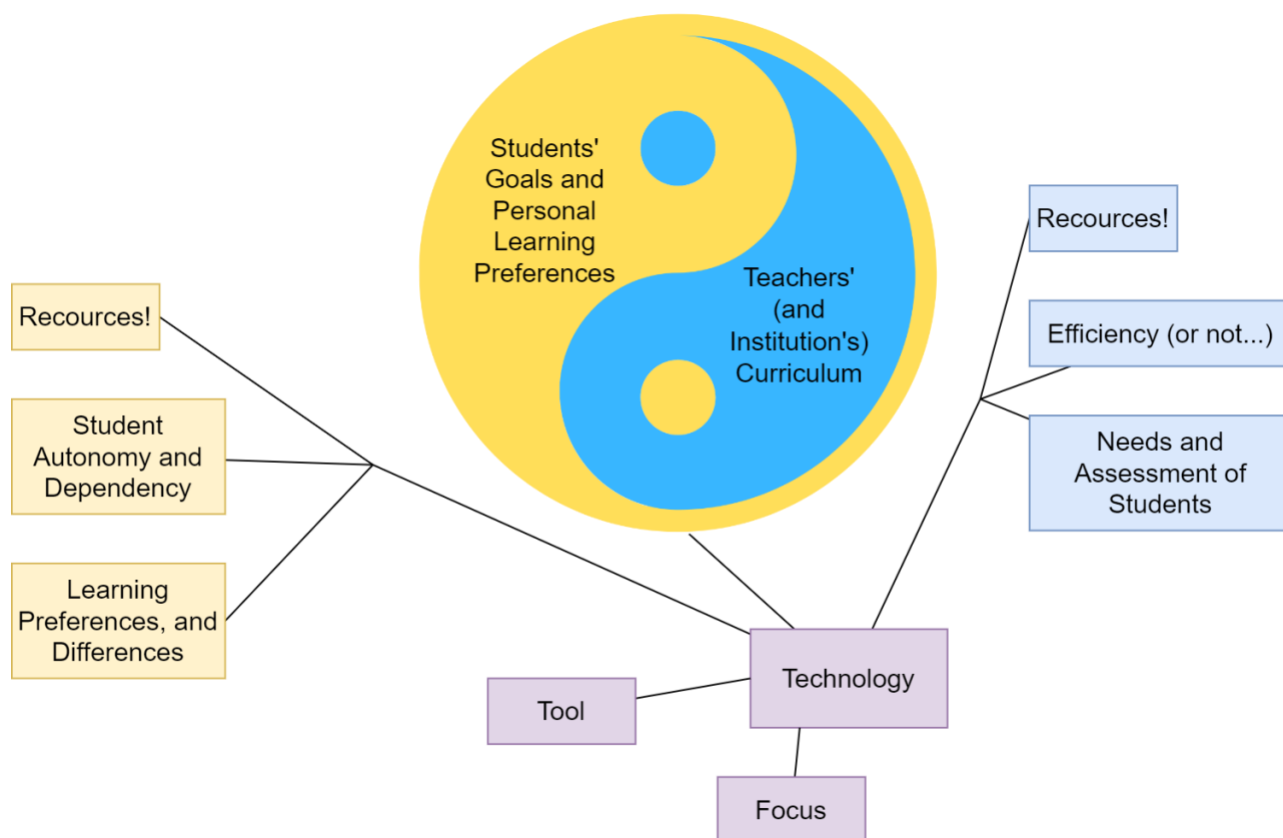 Students'
Goals and
Personal
Learning
Preferences
Teachers'
(and
Institution's)
Curriculum
Recources!
Student
Autonomy and
Dependency
Learning
Preferences, and
Differences
Recources!
Efficiency (or not...)
Needs and
Assessment of
Students
Technology
Tool
Focus